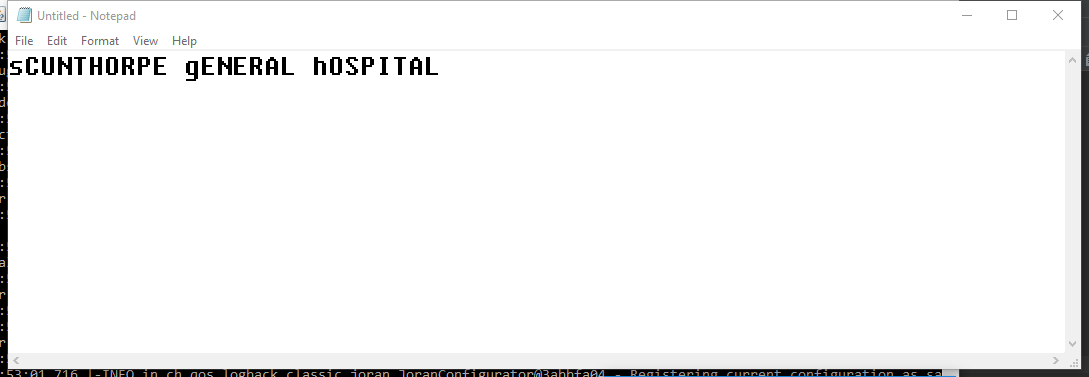 Untitled - Notepad
File Edit Format View Help
sCUNTHORPE gENERAL hOSPITAL
:53:01,716 |-INFO in ch.qos.logback.classic.joran.JoranConfigurator@3abbfa04 - Registering current configuration as sa